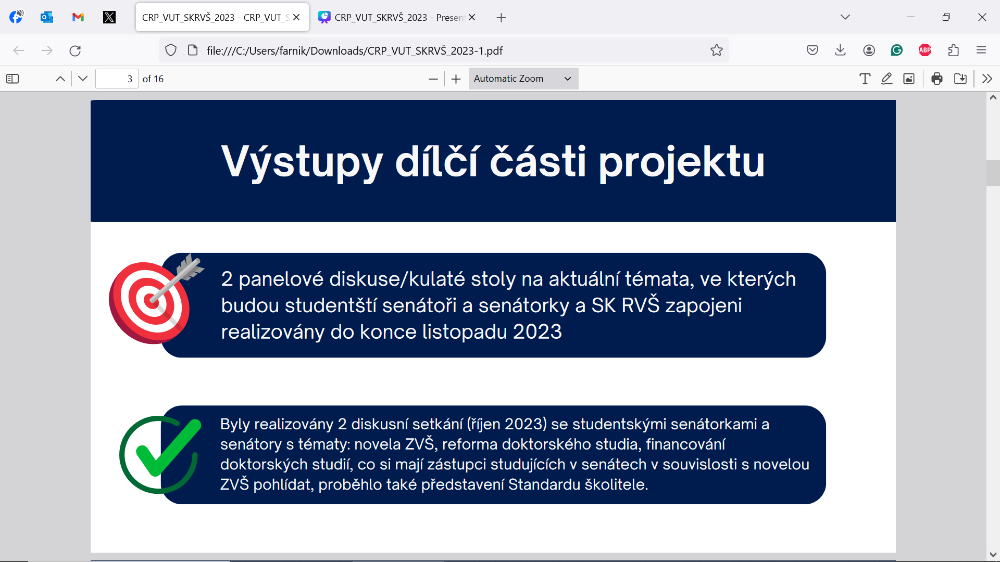 CRP_VUT_SKRVŠ_2023 - CRP_VUT_S
CRP_VUT_SKRVŠ_2023 - Present
file:///C:/Users/farnik/Downloads/CRP_VUT_SKRVŠ_2023-1.pdf
ABP
3 of 16
Automatic Zoom
Výstupy dílčí části projektu
2 panelové diskuse/kulaté stoly na aktuální témata, ve kterých
budou studentští senátoři a senátorky a SK RVŠ zapojeni
realizovány do konce listopadu 2023
Byly realizovány 2 diskusní setkání (říjen 2023) se studentskými senátorkami a
senátory s tématy: novela ZVŠ, reforma doktorského studia, financování
doktorských studií, co si mají zástupci studujících v senátech v souvislosti s novelou
ZVŠ pohlídat, proběhlo také představení Standardu školitele.